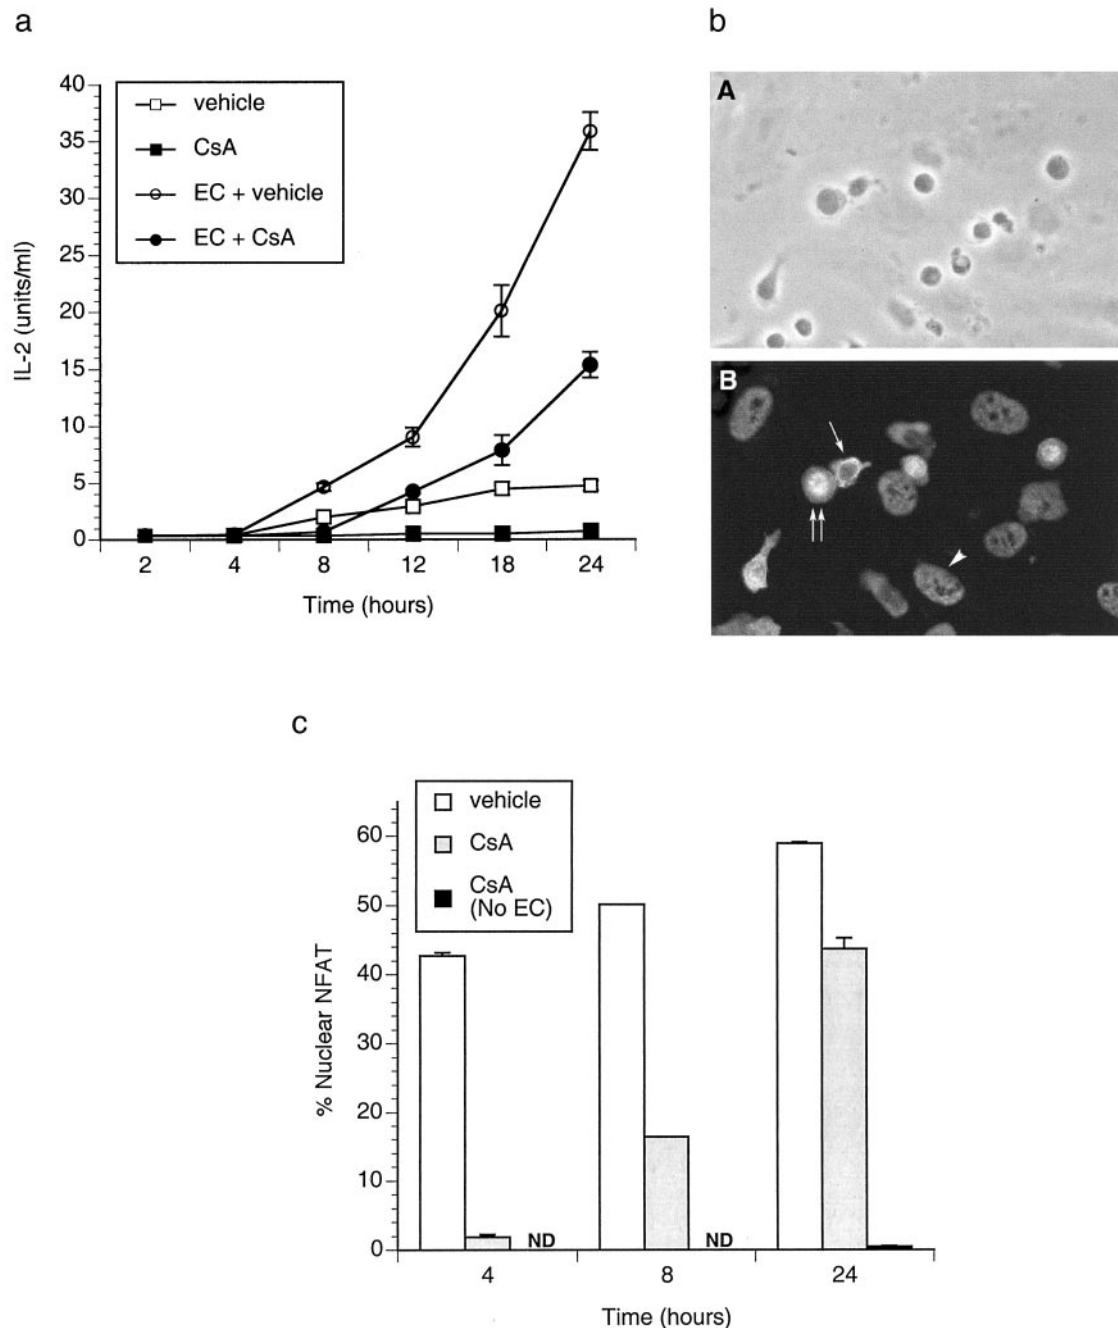 a
40
35
30
25
20
15
10
5
0
IL-2 (units/ml)
vehicle
CsA
EC + vehicle
EC + CsA
2 4 8 12 18 24
Time (hours)
b
A
B
c
60
50
40
30
20
10
0
% Nuclear NFAT
vehicle
CsA
CsA
(No EC)
ND ND
4 8 24
Time (hours)